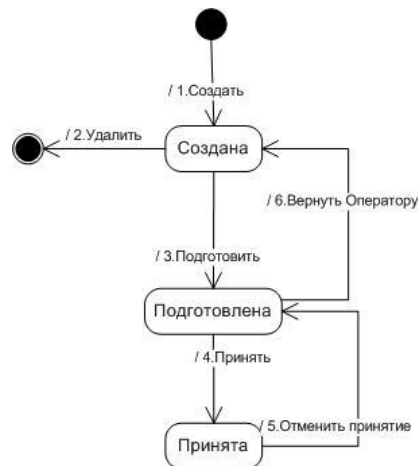 / 1.Создать
/ 2.Удалить
Создана
/ 6.Вернуть Оператору
/ 3.Подготовить
Подготовлена
/ 4.Принять
/ 5.Отменить принятие
Принята